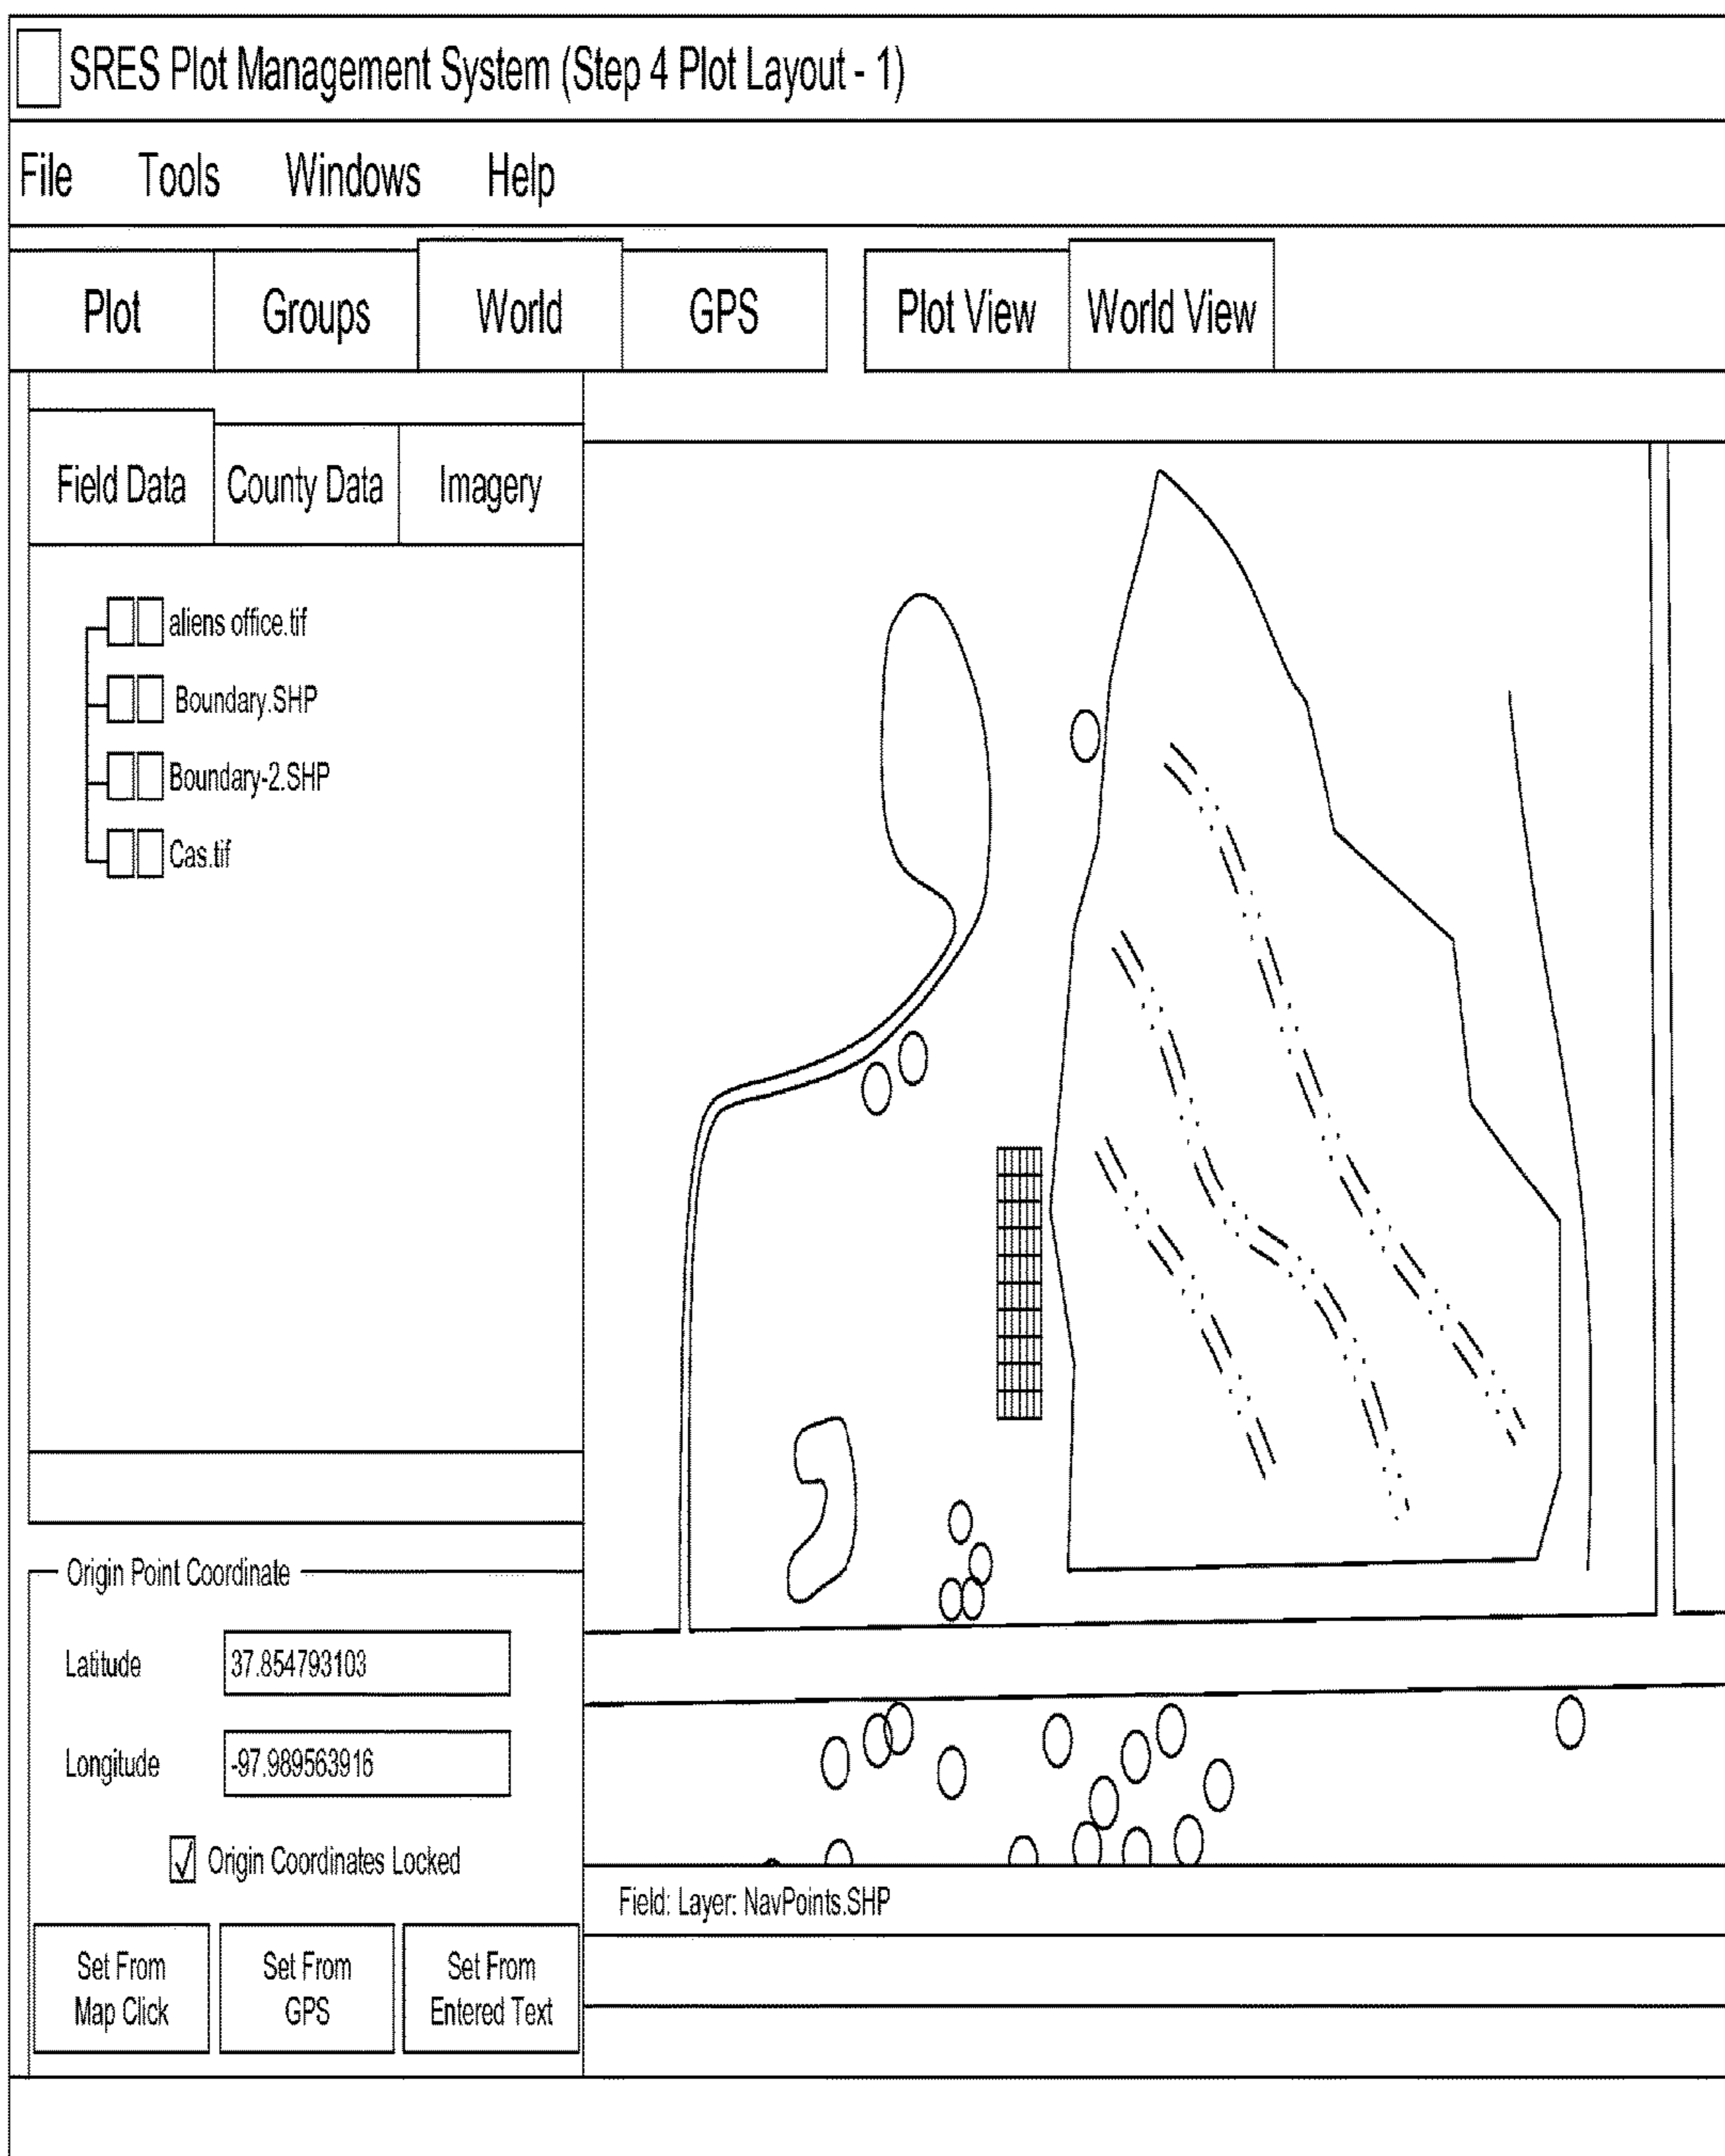 SRES Plot Management System (Step 4 Plot Layout - 1)
File Tools Windows Help
Plot Groups World GPS Plot View World View
Field Data County Data Imagery
aliens office.tif
Boundary.SHP
Boundary-2.SHP
Cas.tif
Origin Point Coordinate
Latitude 37.854793103
Longitude -97.989563916
Origin Coordinates Locked
Field: Layer: NavPoints.SHP
Set From
Map Click
Set From
GPS
Set From
Entered Text